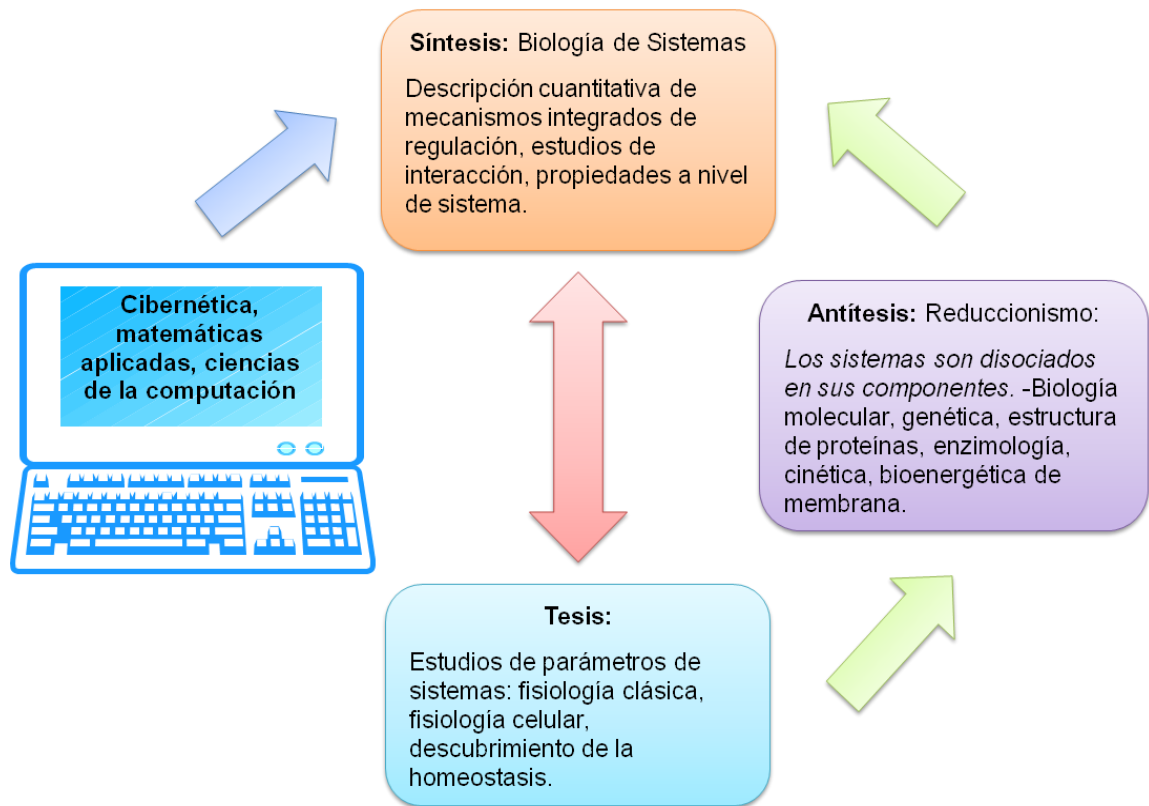 Síntesis: Biología de Sistemas
Descripción cuantitativa de
mecanismos integrados de
regulación, estudios de
interacción, propiedades a nivel
de sistema.
Cibernética,
matemáticas
aplicadas, ciencias
de la computación
Antítesis: Reduccionismo:
Los sistemas son disociados
en sus componentes. -Biología
molecular, genética, estructura
de proteínas, enzimología,
cinética, bioenergética de
membrana.
Tesis:
Estudios de parámetros de
sistemas: fisiología clásica,
fisiología celular,
descubrimiento de la
homeostasis.